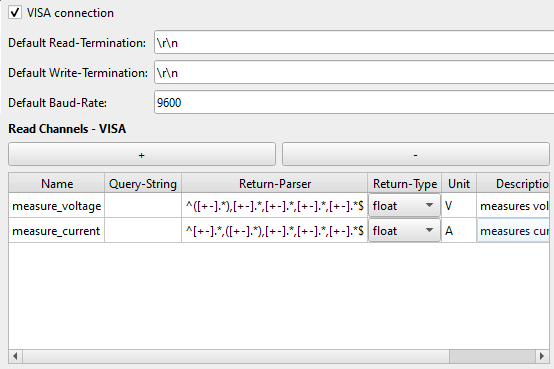 VISA connection
Default Read-Termination: \r\n
Default Write-Termination: \r\n
Default Baud-Rate: 9600
Read Channels - VISA
+ -
Name Query-String Return-Parser Return-Type Unit Descriptio
measure_voltage ^([+-].*),[+-].*,[+-].*,[+-].*,[+-].*$ float V measures vol
measure_current ^[+-].*,([+-].*),[+-].*,[+-].*,[+-].*$ float A measures cur